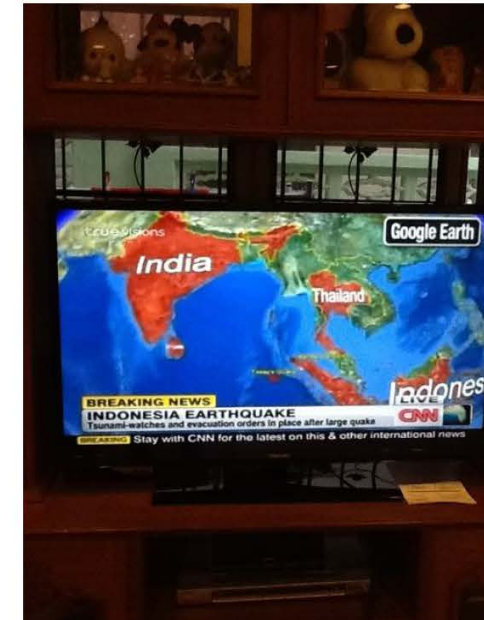 truevisions
Google Earth
India
Thailand
Indones
LIVE
BREAKING NEWS
INDONESIA EARTHQUAKE
CNN
Tsunami-watches and evacuation orders in place after large quake
BREAKING Stay with CNN for the latest on this & other international news